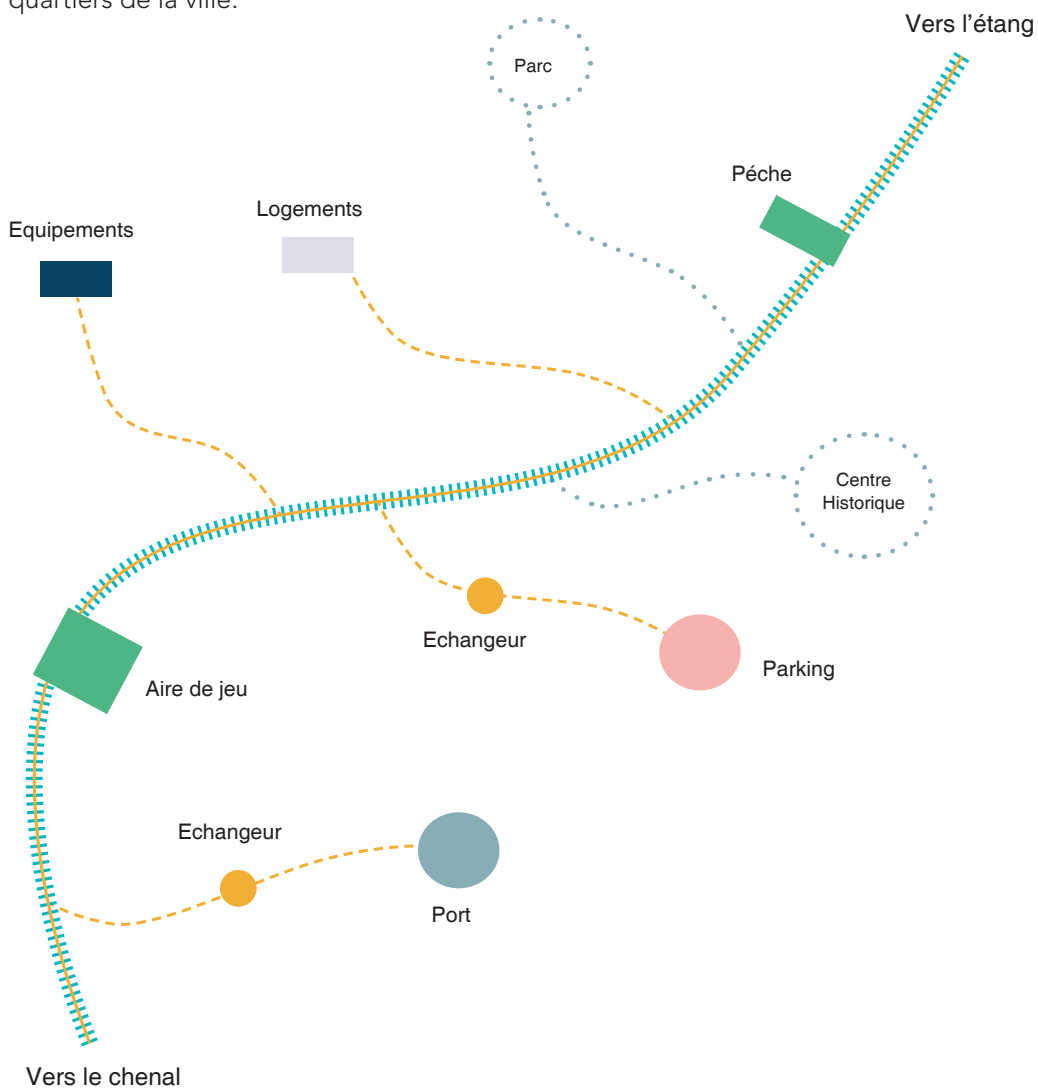 quartiers de la ville.
Vers l'étang
Parc
Péche
Logements
Equipements
Centre
Historique
Echangeur
Parking
Aire de jeu
Echangeur
Port
Vers le chenal